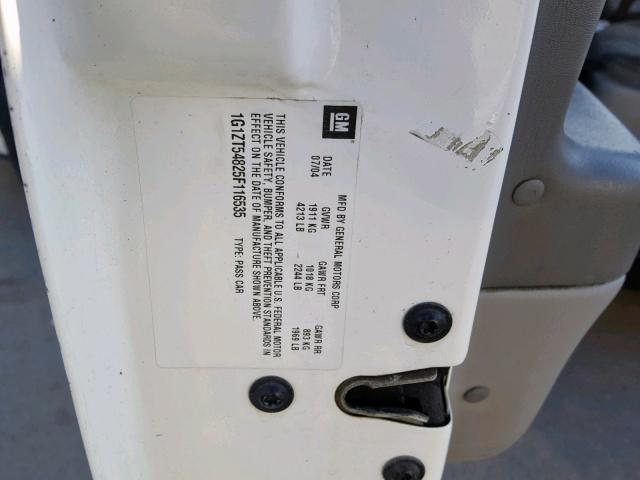 GM
MFD BY GENERAL MOTORS CORP
DATE GVWR GAWR FRT GAWR RR
07/04 1911 KG 1018 KG 893 KG
4213 LB 2244 LB 1969 LB
THIS VEHICLE CONFORMS TO ALL APPLICABLE U.S. FEDERAL MOTOR
VEHICLE SAFETY, BUMPER, AND THEFT PREVENTION STANDARDS IN
EFFECT ON THE DATE OF MANUFACTURE SHOWN ABOVE.
1G1ZT54825F116535 TYPE: PASS CAR